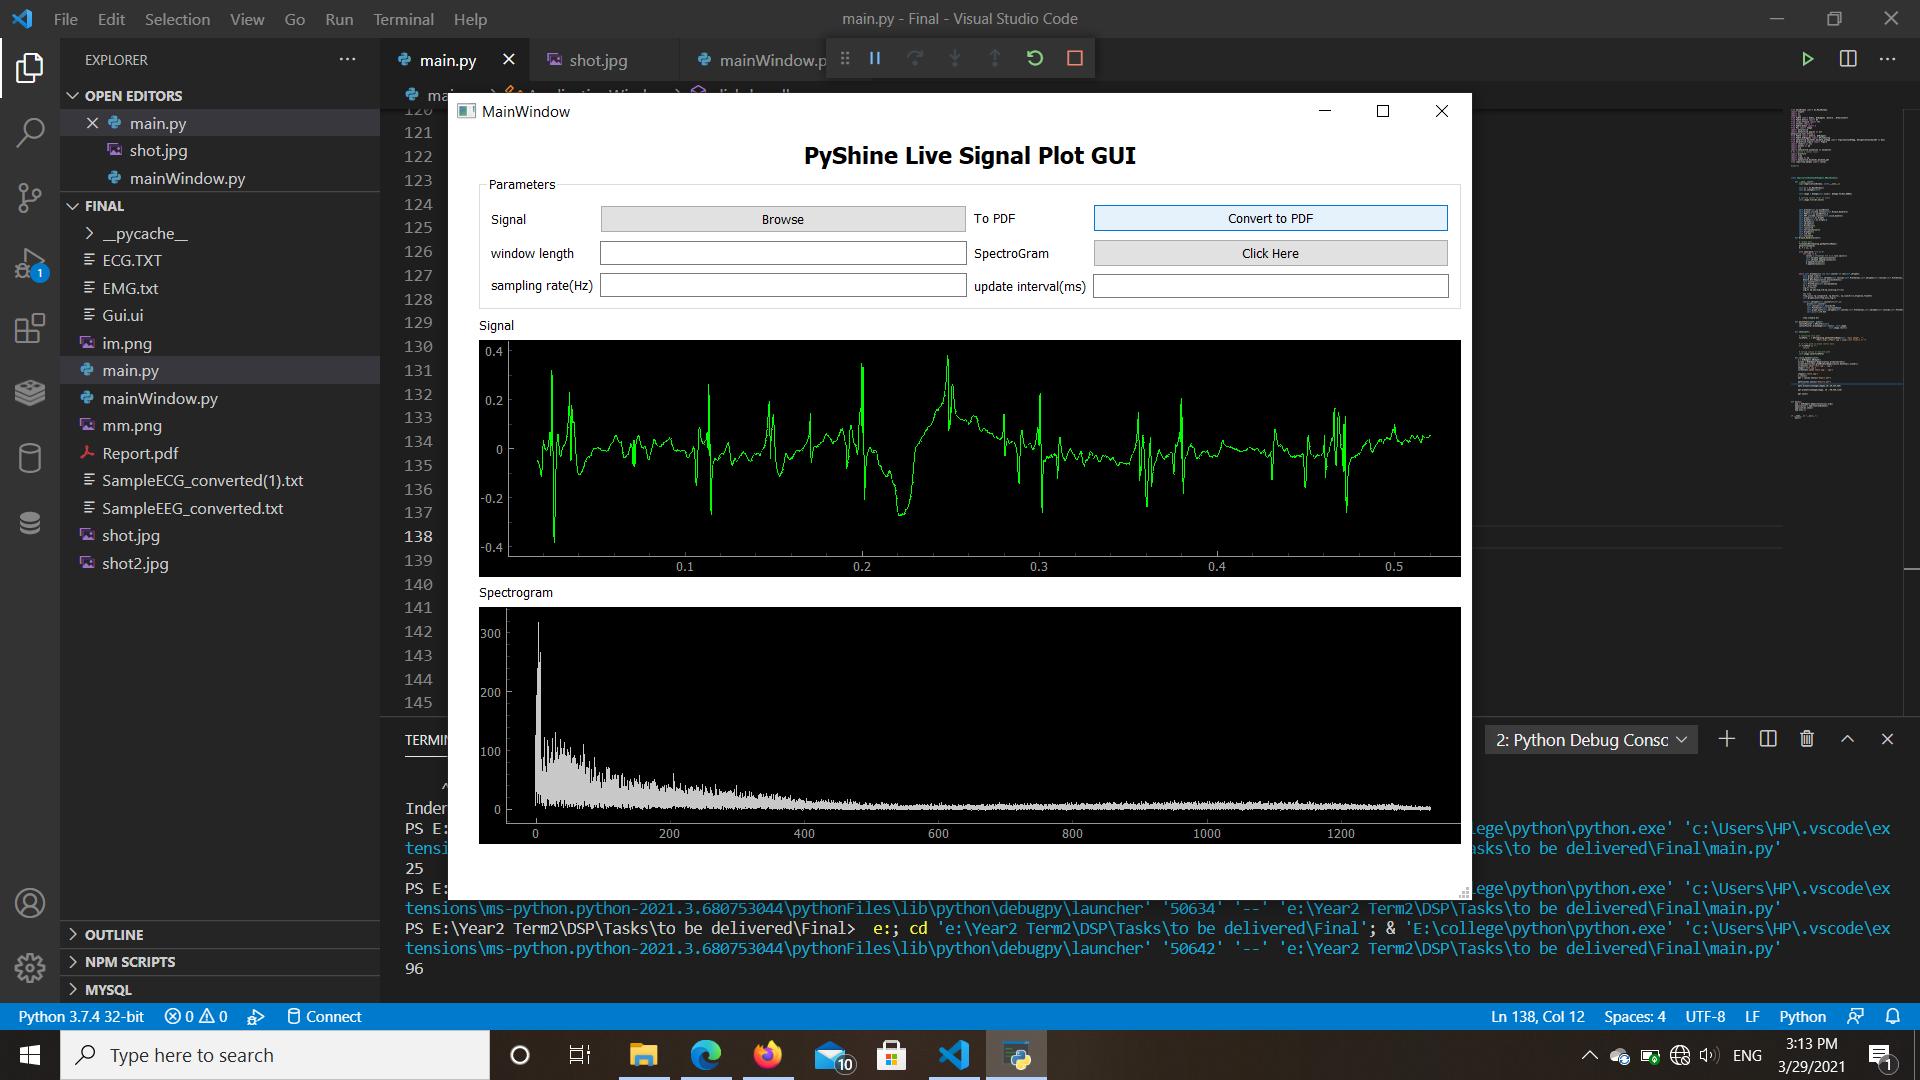 File Edit Selection View Go Run Terminal Help
main.py - Final - Visual Studio Code
EXPLORER
main.py
shot.jpg
mainWindow.p
OPEN EDITORS
main.py
shot.jpg
mainWindow.py
FINAL
__pycache__
ECG.TXT
EMG.txt
Gui.ui
im.png
main.py
mainWindow.py
mm.png
Report.pdf
SampleECG_converted(1).txt
SampleEEG_converted.txt
shot.jpg
shot2.jpg
OUTLINE
NPM SCRIPTS
MYSQL
1
120
121
122
123
124
125
126
127
128
129
130
131
132
133
134
135
136
137
138
139
140
141
142
143
144
145
MainWindow
PyShine Live Signal Plot GUI
Parameters
Signal Browse To PDF Convert to PDF
window length SpectroGram Click Here
sampling rate(Hz) update interval(ms)
Signal
0.4
0.2
0
-0.2
-0.4
0.1 0.2 0.3 0.4 0.5
Spectrogram
300
200
100
0
0 200 400 600 800 1000 1200
TERMIN
2: Python Debug Consc
Inder
PS E: lege\python\python.exe' 'c:\Users\HP\.vscode\ex
tensi asks\to be delivered\Final\main.py'
25
PS E: lege\python\python.exe' 'c:\Users\HP\.vscode\ex
tensions\ms-python.python-2021.3.680753044\pythonFiles\lib\python\debugpy\launcher' '50634' '--' 'e:\Year2 Term2\DSP\Tasks\to be delivered\Final\main.py'
PS E:\Year2 Term2\DSP\Tasks\to be delivered\Final> e:; cd 'e:\Year2 Term2\DSP\Tasks\to be delivered\Final'; & 'E:\college\python\python.exe' 'c:\Users\HP\.vscode\ex
tensions\ms-python.python-2021.3.680753044\pythonFiles\lib\python\debugpy\launcher' '50642' '--' 'e:\Year2 Term2\DSP\Tasks\to be delivered\Final\main.py'
96
Python 3.7.4 32-bit 0 0 Connect
Ln 138, Col 12 Spaces: 4 UTF-8 LF Python
Type here to search
10
ENG
3:13 PM
3/29/2021
1